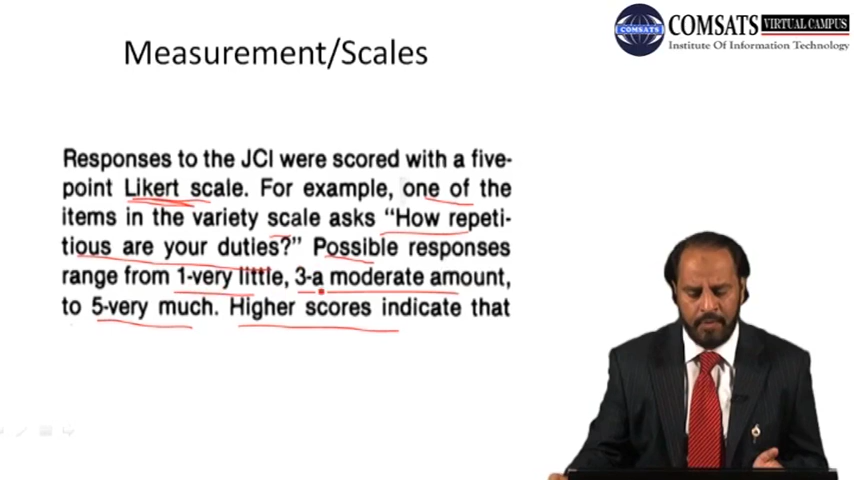 COMSATS
COMSATS VIRTUAL CAMPUS
Institute Of Information Technology
Measurement/Scales
Responses to the JCI were scored with a five-
point Likert scale. For example, one of the
items in the variety scale asks "How repeti-
tious are your duties?" Possible responses
range from 1-very little, 3-a moderate amount,
to 5-very much. Higher scores indicate that